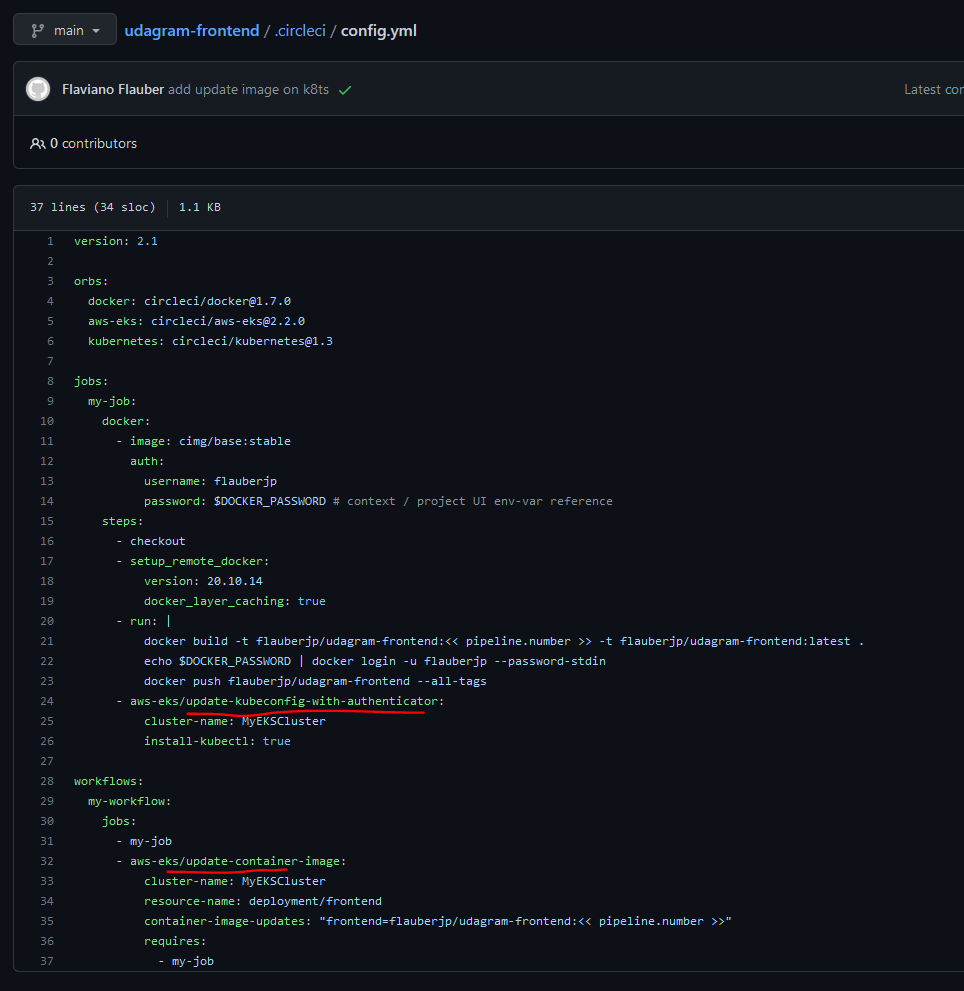 main
udagram-frontend / .circleci / config.yml
Flaviano Flauber add update image on k8ts
Latest cor
0 contributors
37 lines (34 sloc) 1.1 KB
1 version: 2.1
2
3 orbs:
4   docker: circleci/docker@1.7.0
5   aws-eks: circleci/aws-eks@2.2.0
6   kubernetes: circleci/kubernetes@1.3
7
8 jobs:
9   my-job:
10     docker:
11       - image: cimg/base:stable
12         auth:
13           username: flauberjp
14           password: $DOCKER_PASSWORD # context / project UI env-var reference
15     steps:
16       - checkout
17       - setup_remote_docker:
18           version: 20.10.14
19           docker_layer_caching: true
20       - run: |
21           docker build -t flauberjp/udagram-frontend:<< pipeline.number >> -t flauberjp/udagram-frontend:latest .
22           echo $DOCKER_PASSWORD | docker login -u flauberjp --password-stdin
23           docker push flauberjp/udagram-frontend --all-tags
24       - aws-eks/update-kubeconfig-with-authenticator:
25           cluster-name: MyEKSCluster
26           install-kubectl: true
27
28 workflows:
29   my-workflow:
30     jobs:
31       - my-job
32       - aws-eks/update-container-image:
33           cluster-name: MyEKSCluster
34           resource-name: deployment/frontend
35           container-image-updates: "frontend=flauberjp/udagram-frontend:<< pipeline.number >>"
36           requires:
37             - my-job